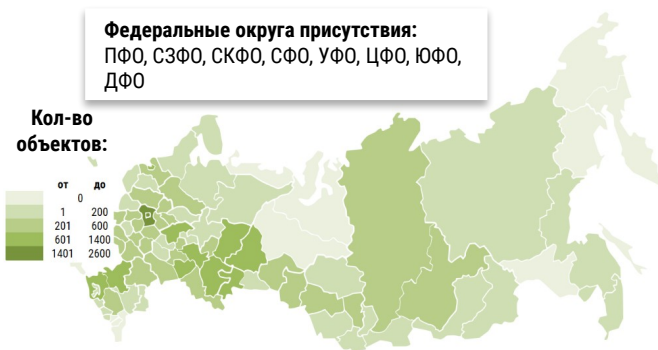 Федеральные округа присутствия:
ПФО, СЗФО, СКФО, СФО, УФО, ЦФО, ЮФО,
ДФО
Кол-во
объектов:
от до
0
1 200
201 600
601 1400
1401 2600